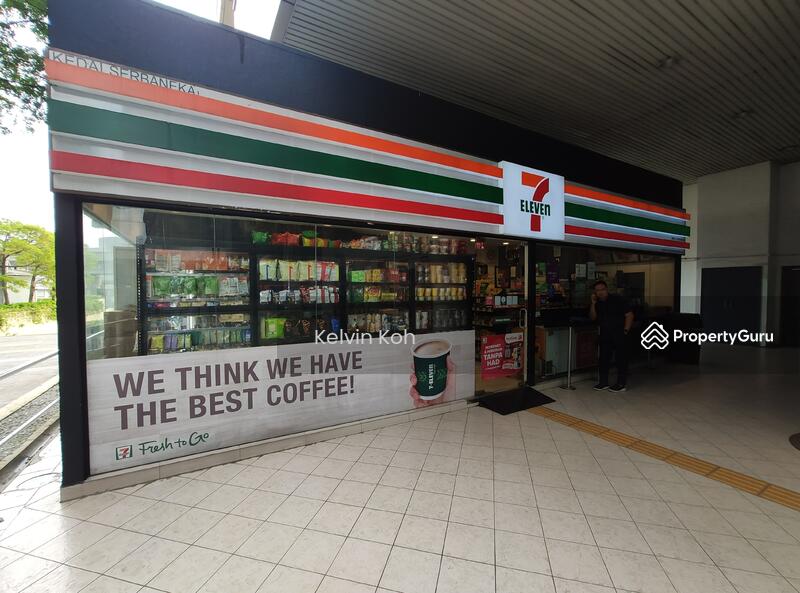 KEDAI SERBANEKA
7
ELEVEN
Kelvin Koh
PropertyGuru
WE THINK WE HAVE
THE BEST COFFEE!
7-ELEVEN
Fresh to Go
TANPA
HAD